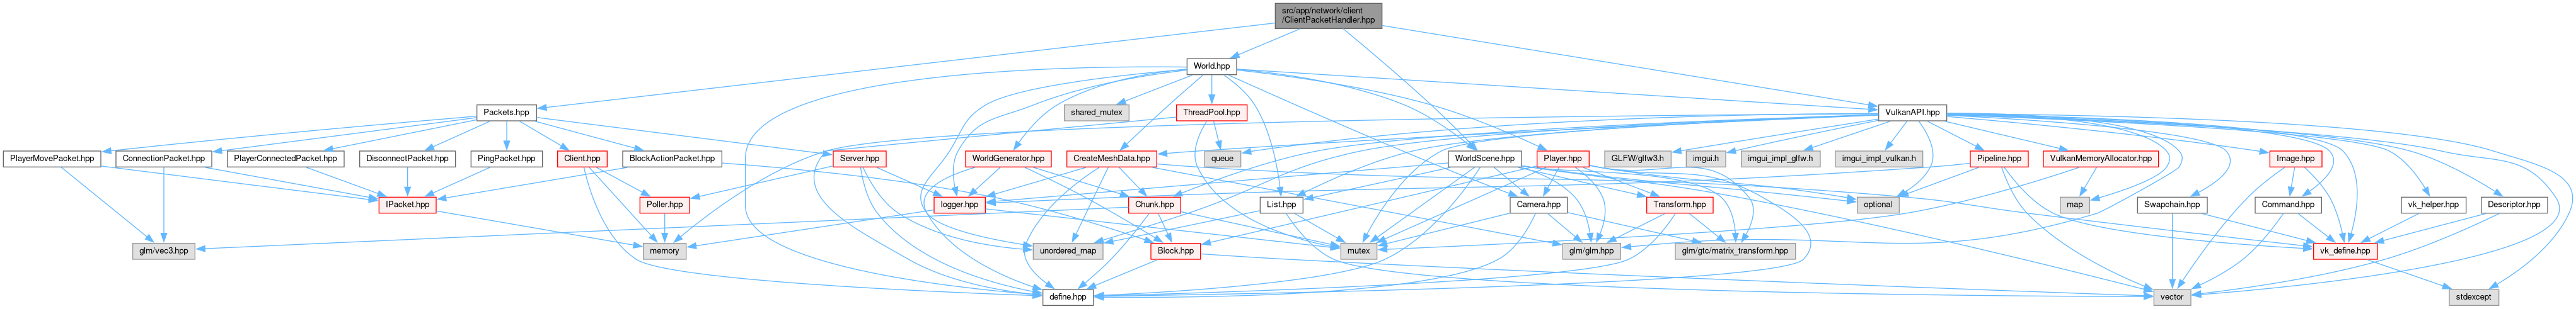 src/app/network/client
/ClientPacketHandler.hpp
World.hpp
Packets.hpp
shared_mutex
ThreadPool.hpp
VulkanAPI.hpp
PlayerMovePacket.hpp
ConnectionPacket.hpp
PlayerConnectedPacket.hpp
DisconnectPacket.hpp
PingPacket.hpp
Client.hpp
BlockActionPacket.hpp
Server.hpp
WorldGenerator.hpp
CreateMeshData.hpp
queue
WorldScene.hpp
Player.hpp
GLFW/glfw3.h
imgui.h
imgui_impl_glfw.h
imgui_impl_vulkan.h
Pipeline.hpp
VulkanMemoryAllocator.hpp
Image.hpp
IPacket.hpp
Poller.hpp
logger.hpp
Chunk.hpp
List.hpp
Camera.hpp
Transform.hpp
optional
map
Swapchain.hpp
Command.hpp
vk_helper.hpp
Descriptor.hpp
glm/vec3.hpp
memory
unordered_map
Block.hpp
mutex
glm/glm.hpp
glm/gtc/matrix_transform.hpp
vk_define.hpp
define.hpp
vector
stdexcept